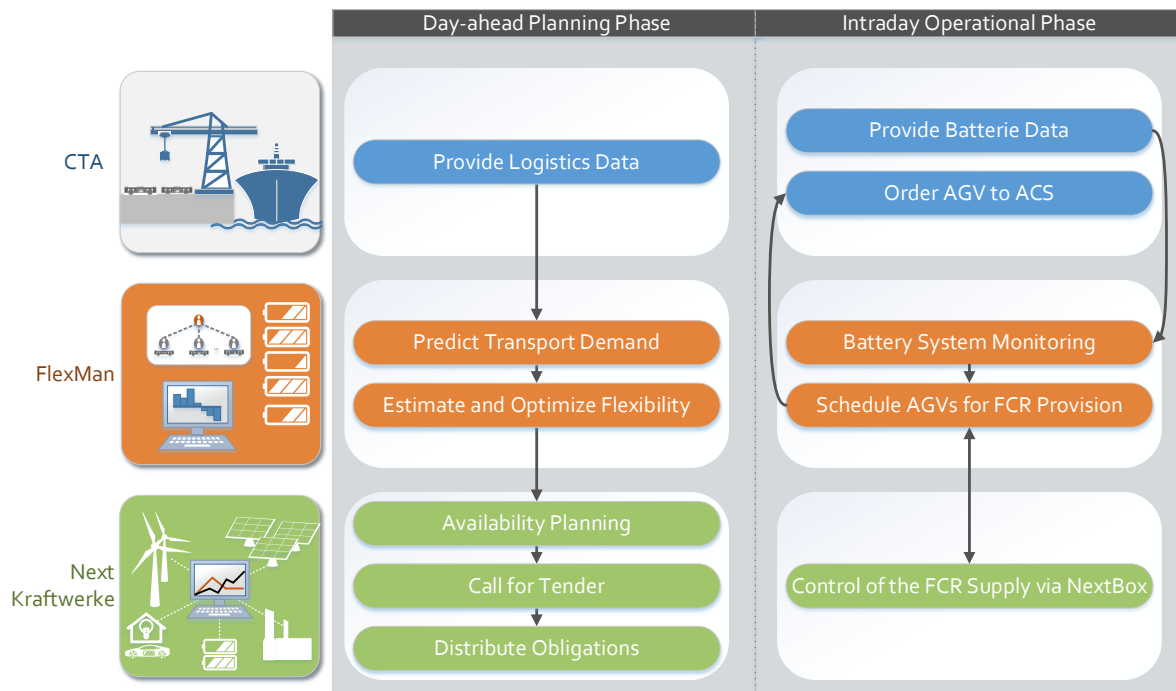 Day-ahead Planning Phase
Intraday Operational Phase
CTA
Provide Logistics Data
Provide Batterie Data
Order AGV to ACS
FlexMan
Predict Transport Demand
Estimate and Optimize Flexibility
Battery System Monitoring
Schedule AGVs for FCR Provision
Next
Kraftwerke
Availability Planning
Call for Tender
Distribute Obligations
Control of the FCR Supply via NextBox